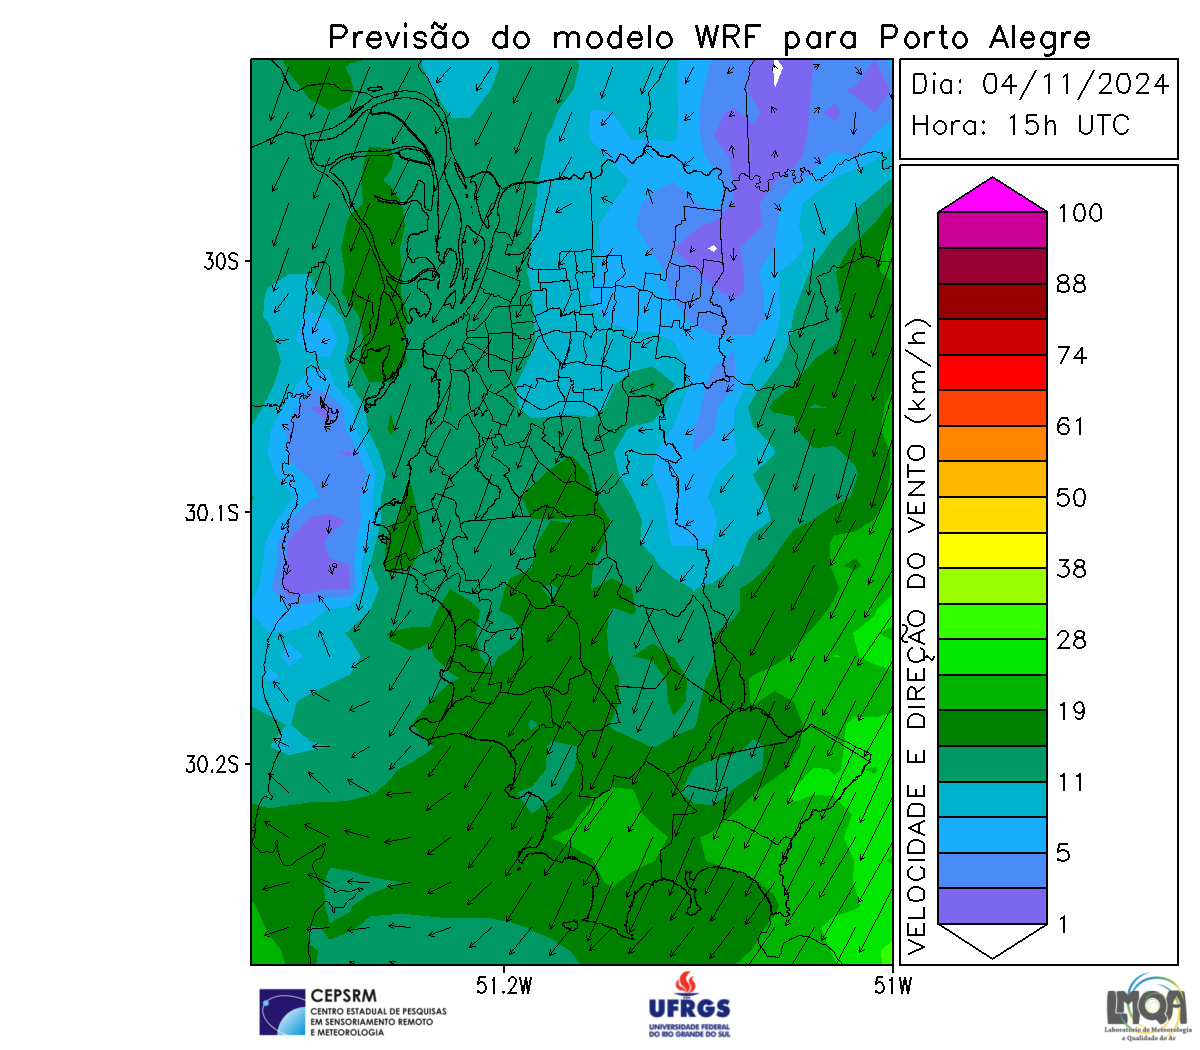 Previsão do modelo WRF para Porto Alegre
Dia: 04/11/2024
Hora: 15h UTC
30S
30.1S
30.2S
51.2W
51W
VELOCIDADE E DIREÇÃO DO VENTO (km/h)
100
88
74
61
50
38
28
19
11
5
1
CEPSRM
CENTRO ESTADUAL DE PESQUISAS
EM SENSORIAMENTO REMOTO
E METEOROLOGIA
UFRGS
UNIVERSIDADE FEDERAL
DO RIO GRANDE DO SUL
LMQA
Laboratório de Meteorologia
e Qualidade do Ar